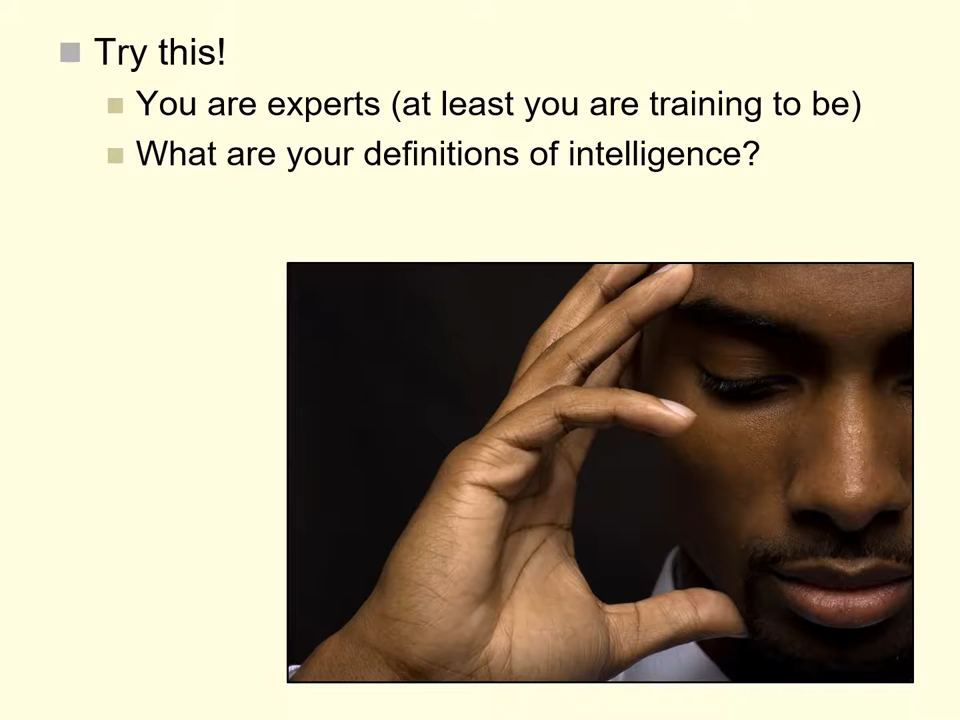 Try this!
You are experts (at least you are training to be)
What are your definitions of intelligence?